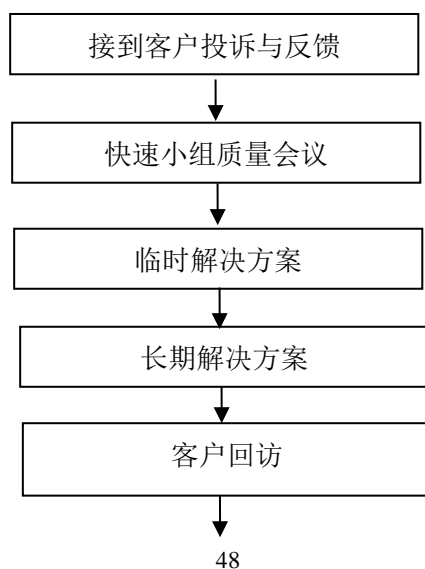 接到客户投诉与反馈
快速小组质量会议
临时解决方案
长期解决方案
客户回访
48